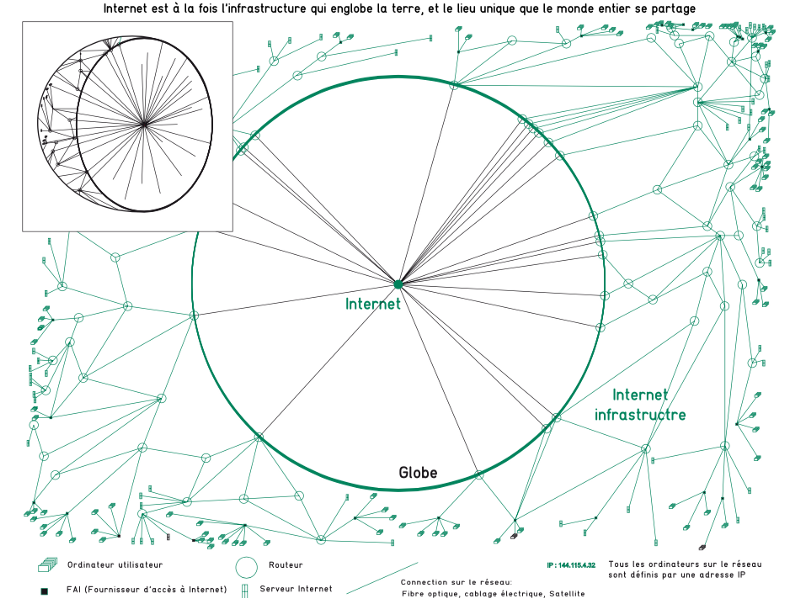 Internet est à la fois l'infrastructure qui englobe la terre, et le lieu unique que le monde entier se partage
Internet
Internet
infrastructre
Globe
Ordinateur utilisateur
Routeur
IP : 144.115.4.32
Tous les ordinateurs sur le réseau
sont définis par une adresse IP
FAI (Fournisseur d'accès à Internet)
Serveur Internet
Connection sur le réseau:
Fibre optique, cablage électrique, Satellite